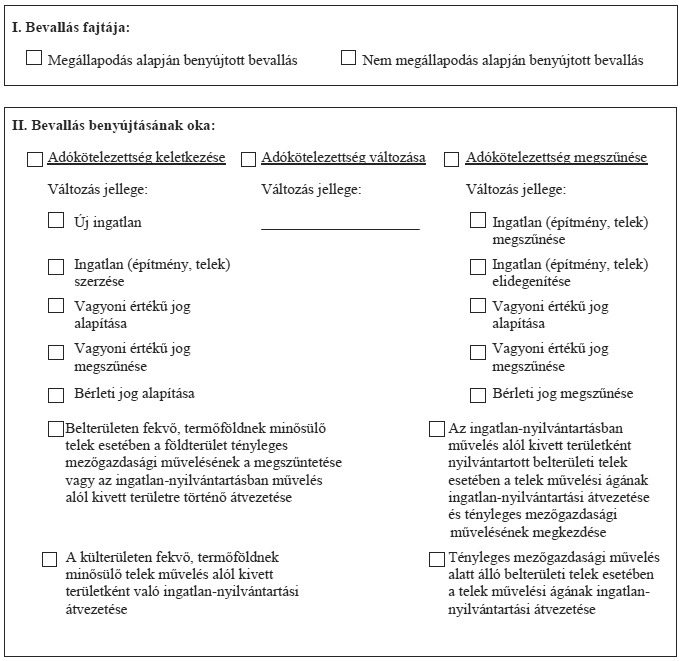 I. Bevallás fajtája:
Megállapodás alapján benyújtott bevallás
Nem megállapodás alapján benyújtott bevallás
II. Bevallás benyújtásának oka:
Adókötelezettség keletkezése
Változás jellege:
Új ingatlan
Ingatlan (építmény, telek)
szerzése
Vagyoni értékű jog
alapítása
Vagyoni értékű jog
megszűnése
Bérleti jog alapítása
Belterületen fekvő, termőföldnek minősülő
telek esetében a földterület tényleges
mezőgazdasági művelésének a megszűntetése
vagy az ingatlan-nyilvántartásban művelés
alól kivett területre történő átvezetése
A külterületen fekvő, termőföldnek
minősülő telek művelés alól kivett
területként való ingatlan-nyilvántartási
átvezetése
Adókötelezettség változása
Változás jellege:
Adókötelezettség megszűnése
Változás jellege:
Ingatlan (építmény, telek)
megszűnése
Ingatlan (építmény, telek)
elidegenítése
Vagyoni értékű jog
alapítása
Vagyoni értékű jog
megszűnése
Bérleti jog megszűnése
Az ingatlan-nyilvántartásban
művelés alól kivett területként
nyilvántartott belterületi telek
esetében a telek művelési ágának
ingatlan-nyilvántartási átvezetése
és tényleges mezőgazdasági
művelésének megkezdése
Tényleges mezőgazdasági művelés
alatt álló belterületi telek esetében
a telek művelési ágának ingatlan-
nyilvántartási átvezetése